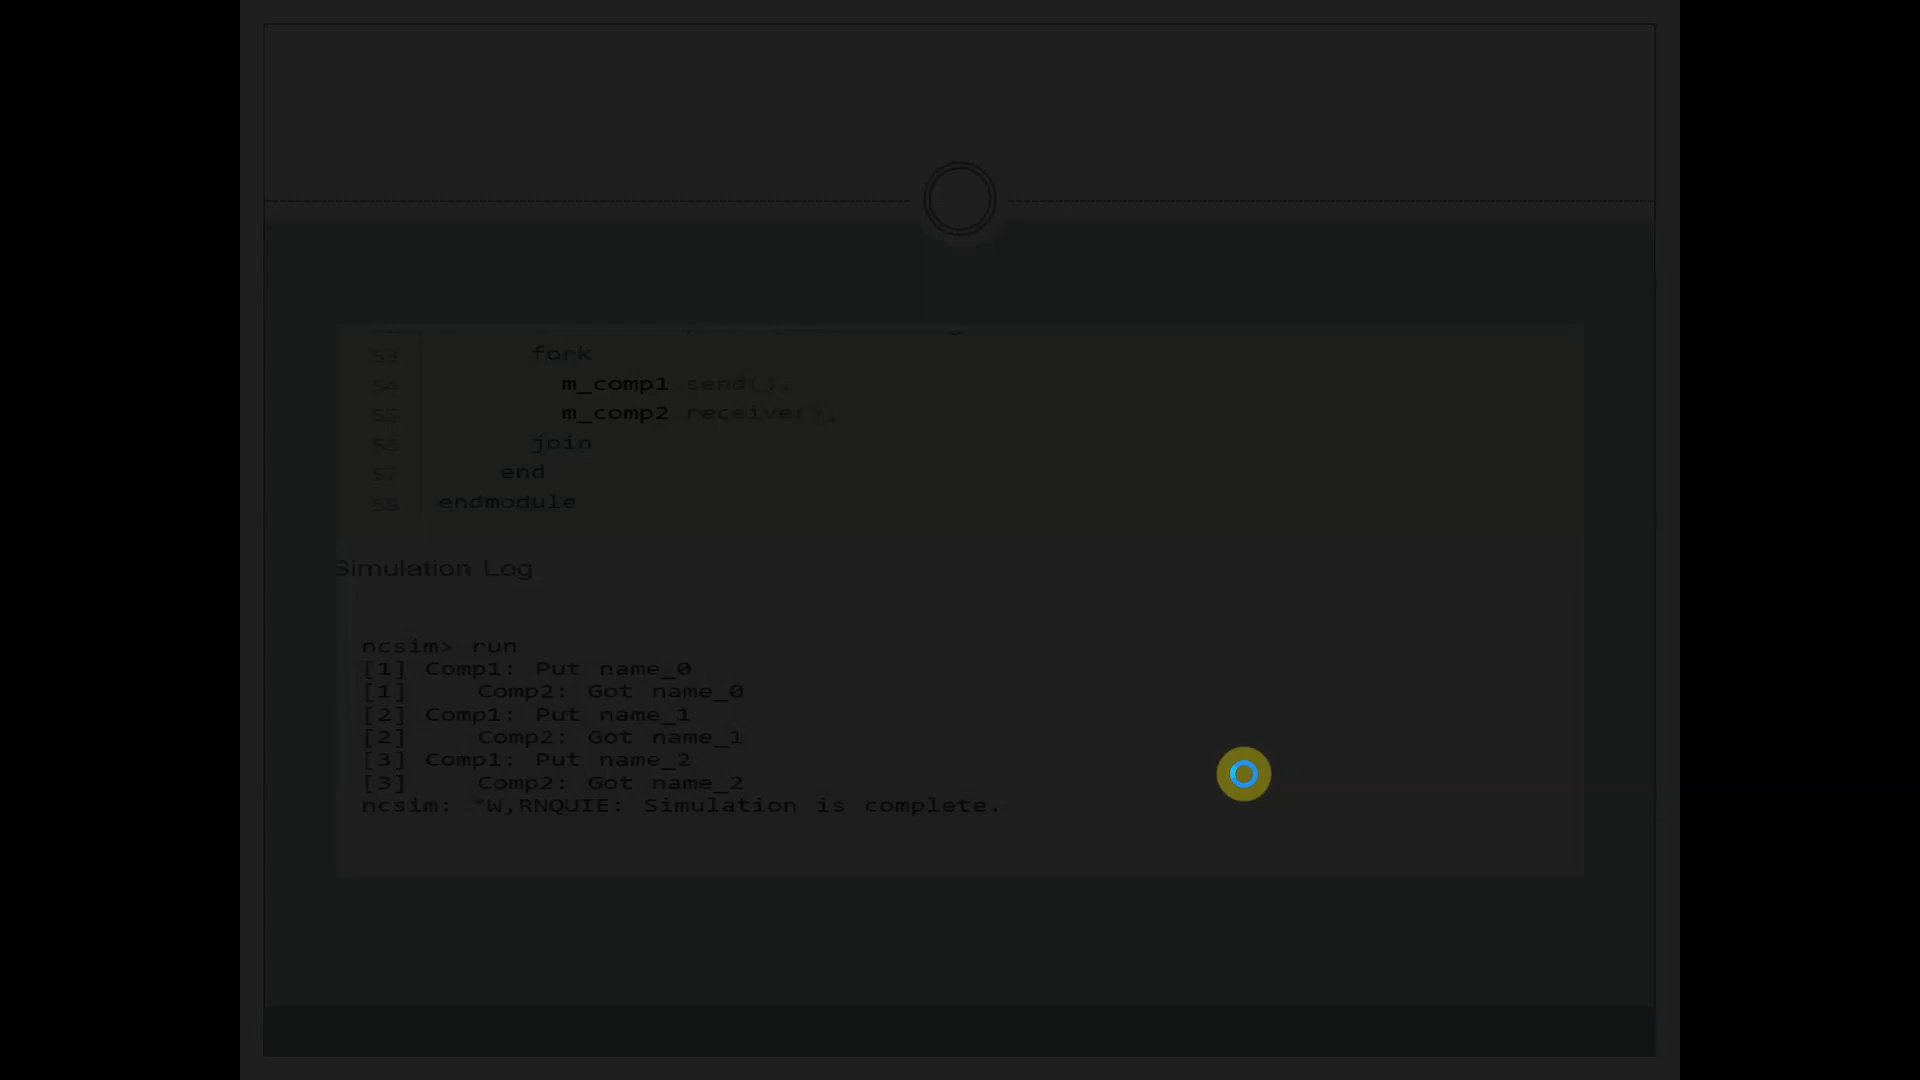 53 fork
54 m_comp1.send();
55 m_comp2.receive();
56 join
57 end
58 endmodule
Simulation Log
ncsim> run
[1] Comp1: Put name_0
[1] Comp2: Got name_0
[2] Comp1: Put name_1
[2] Comp2: Got name_1
[3] Comp1: Put name_2
[3] Comp2: Got name_2
ncsim: *W,RNQUIE: Simulation is complete.